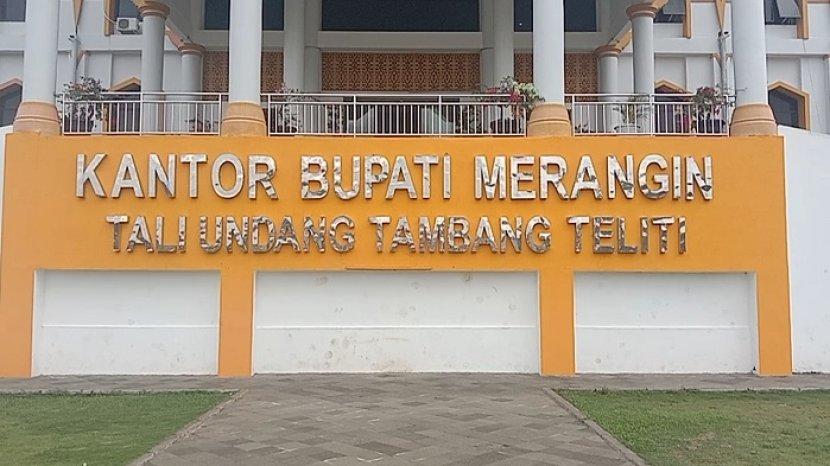 KANTOR BUPATI MERANGIN
TALI UNDANG TAMBANG TELITI